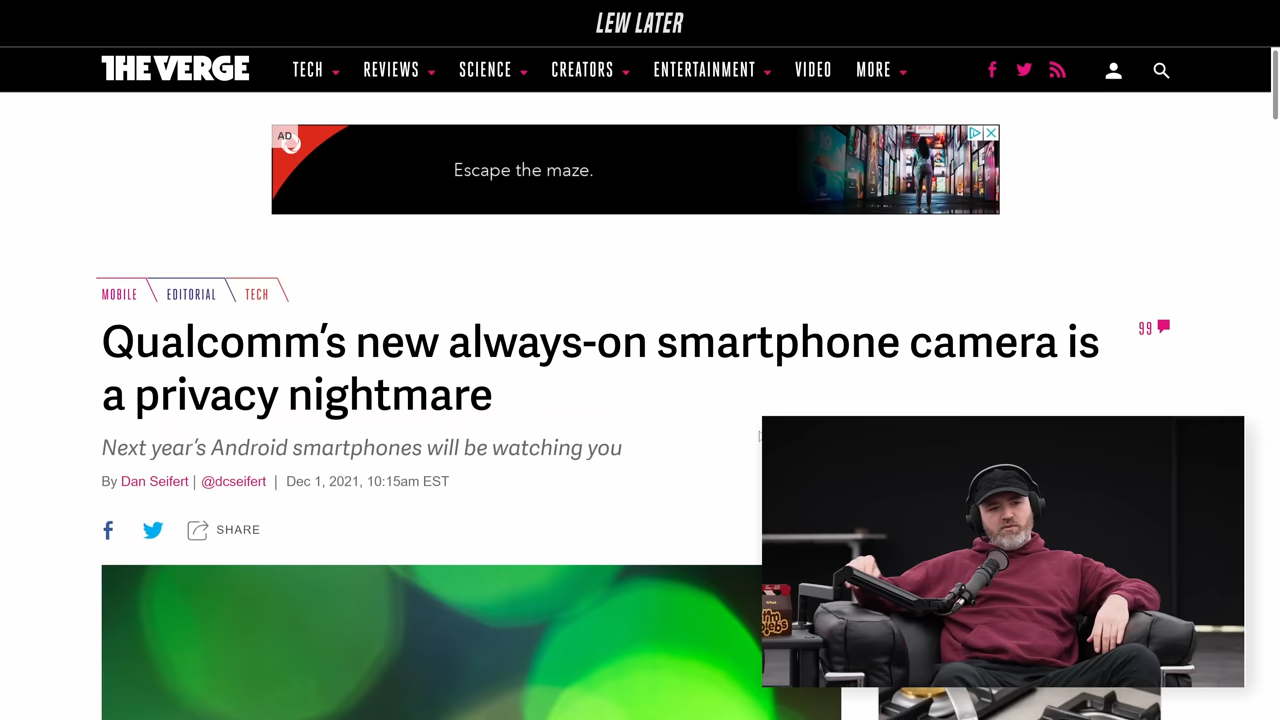 LEW LATER
THE VERGE
TECH REVIEWS SCIENCE CREATORS ENTERTAINMENT VIDEO MORE
AD
Escape the maze.
MOBILE EDITORIAL TECH
Qualcomm's new always-on smartphone camera is
a privacy nightmare
99
Next year's Android smartphones will be watching you
By Dan Seifert | @dcseifert | Dec 1, 2021, 10:15am EST
SHARE